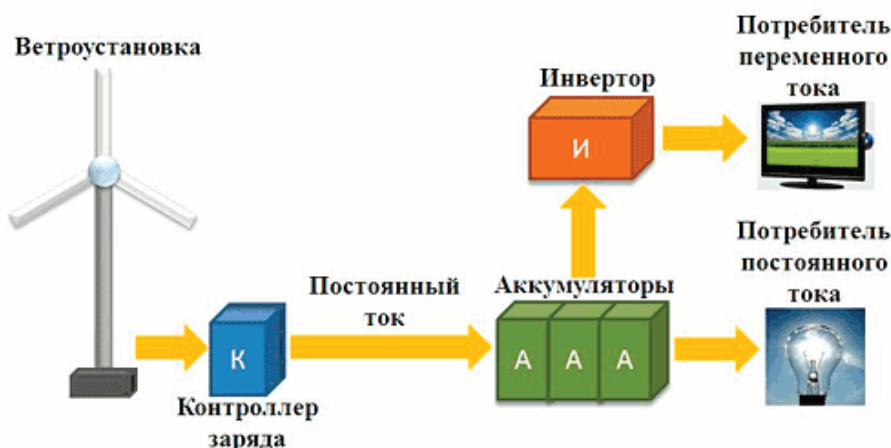 Ветроустановка
Потребитель
переменного
тока
Инвертор
И
Потребитель
постоянного
тока
Постоянный
ток
Аккумуляторы
К
А А А
Контроллер
заряда